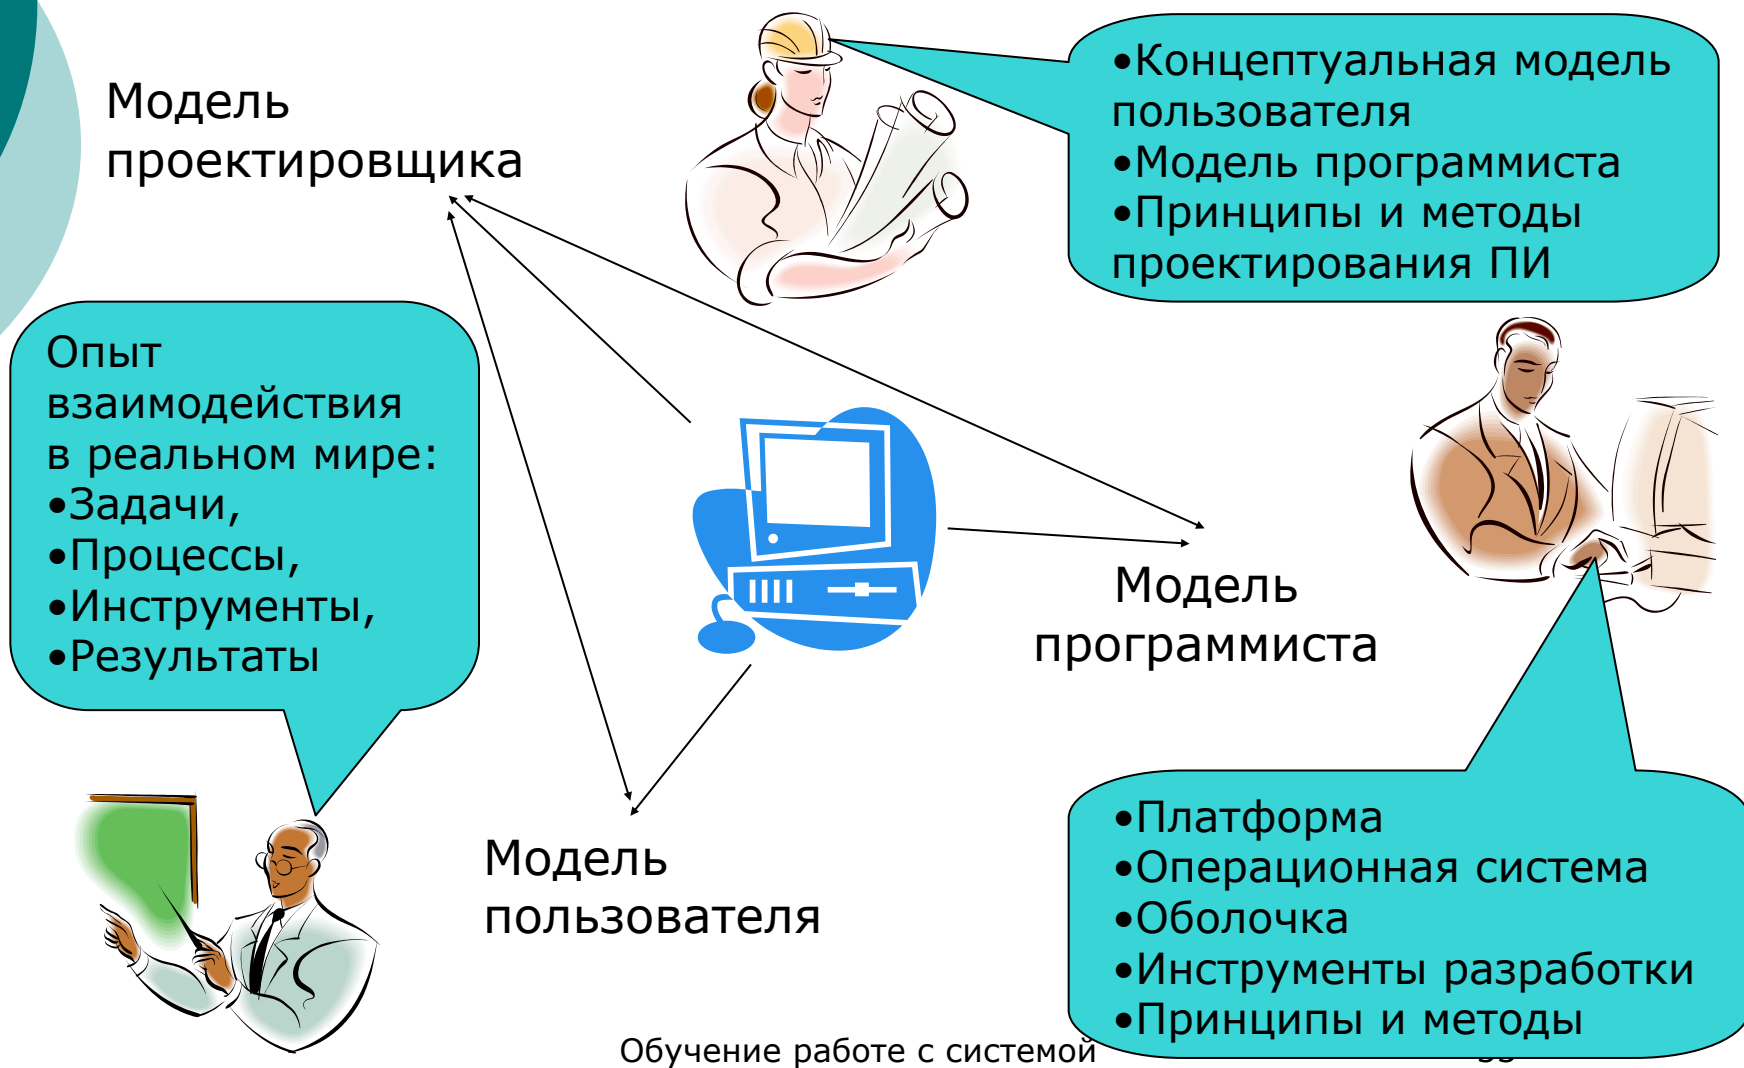 Модель
проектировщика
•Концептуальная модель
пользователя
•Модель программиста
•Принципы и методы
проектирования ПИ
Опыт
взаимодействия
в реальном мире:
•Задачи,
•Процессы,
•Инструменты,
•Результаты
Модель
программиста
Модель
пользователя
•Платформа
•Операционная система
•Оболочка
•Инструменты разработки
•Принципы и методы
Обучение работе с системой